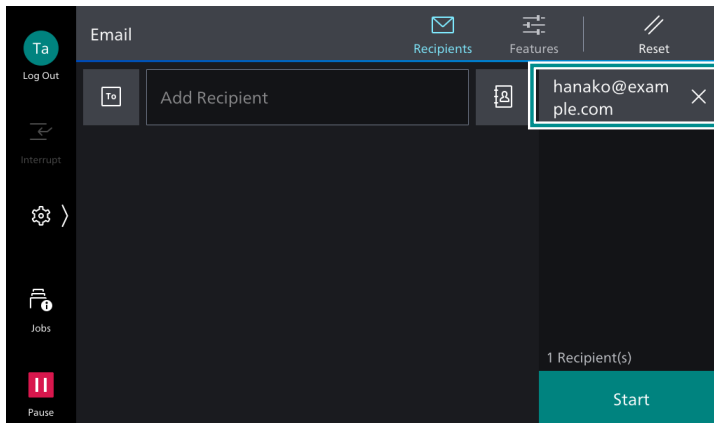 Ta
Log Out
Interrupt
Jobs
Pause
Email
Recipients
Features
Reset
To
Add Recipient
hanako@exam
ple.com
1 Recipient(s)
Start